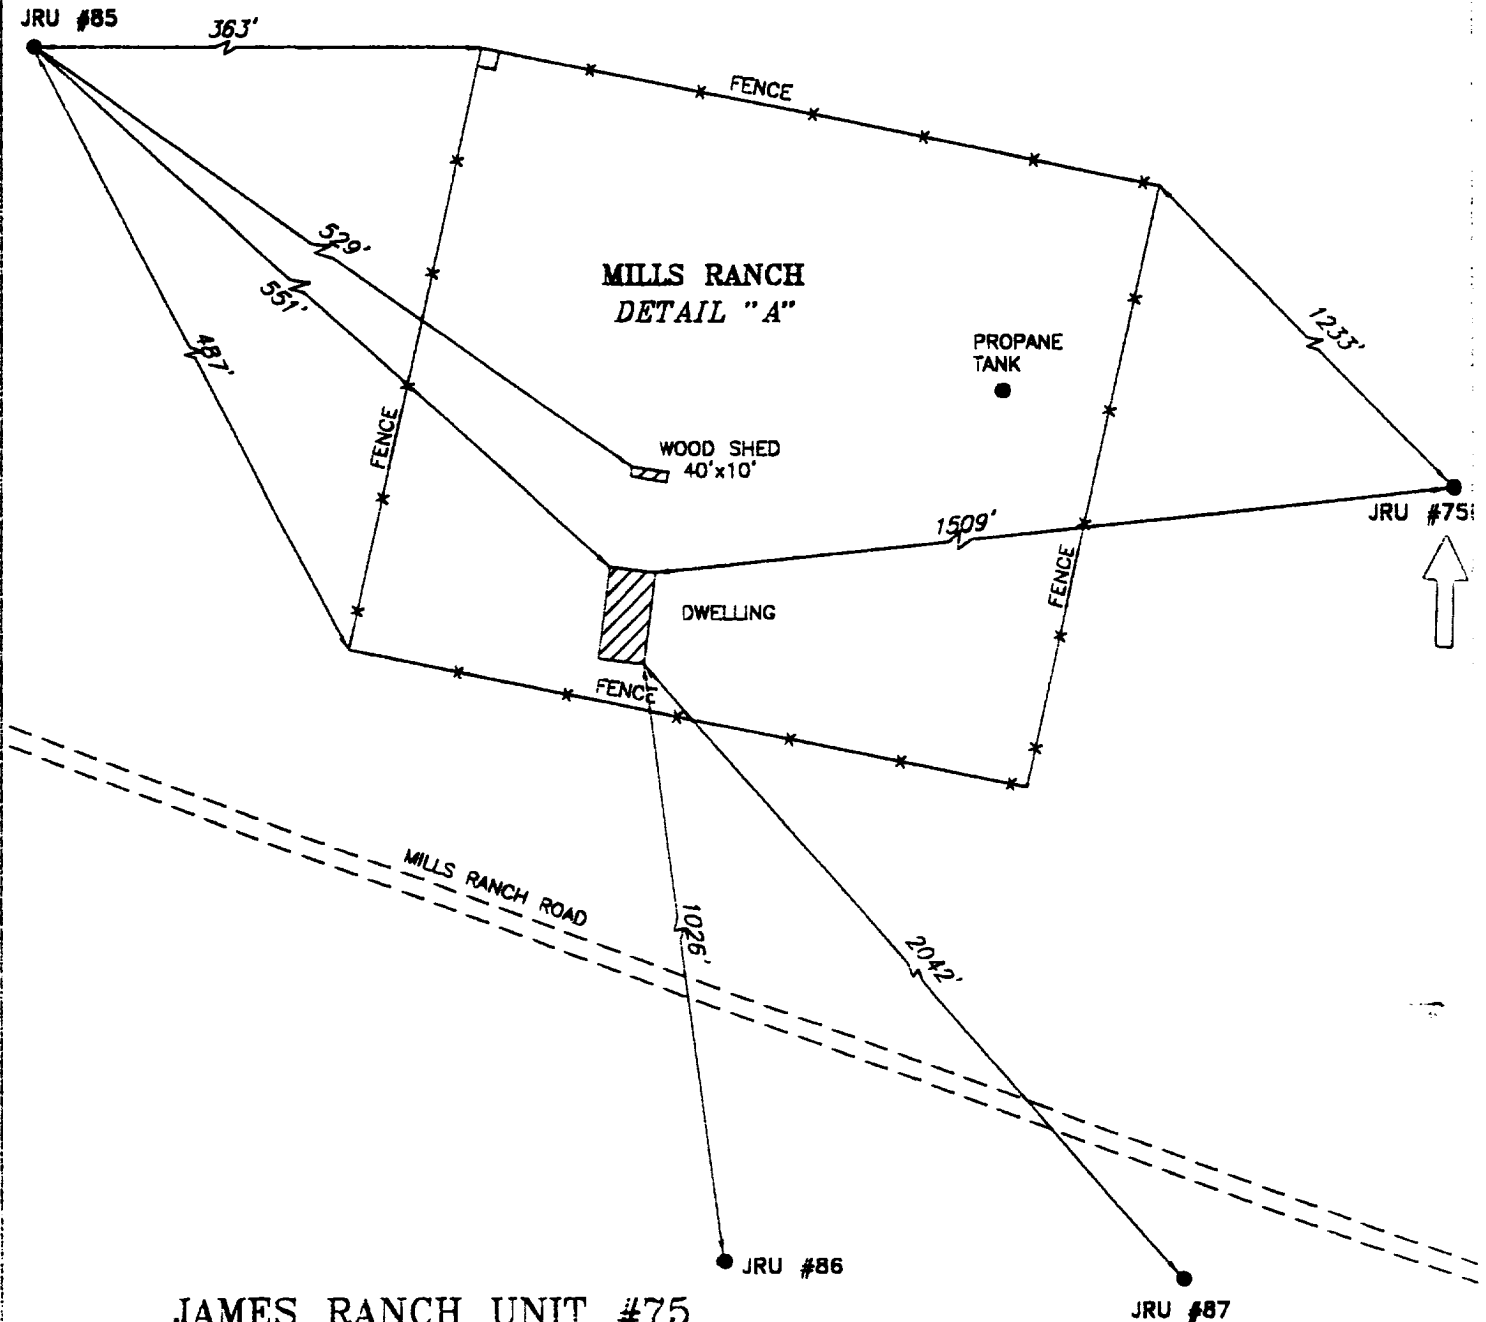 JRU #85
363'
FENCE
529'
551'
487'
MILLS RANCH
DETAIL "A"
PROPANE
TANK
1233'
FENCE
WOOD SHED
40'x10'
JRU #75
1509'
FENCE
DWELLING
FENCE
MILLS RANCH ROAD
1026'
2042'
JRU #86
JRU #87
JAMES RANCH UNIT #75